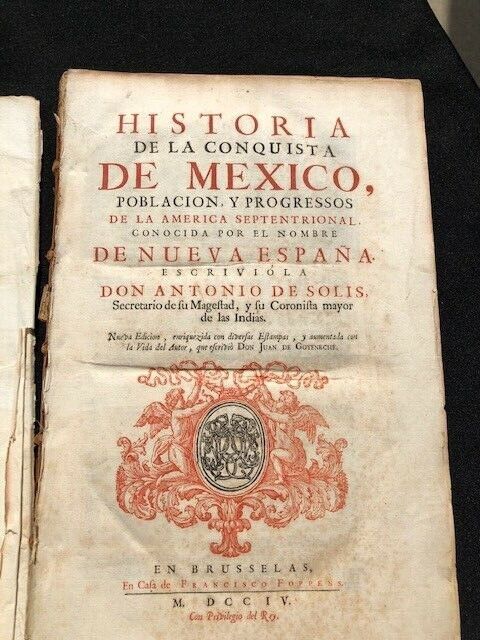 HISTORIA
DE LA CONQUISTA
DE MEXICO,
POBLACION, Y PROGRESSOS
DE LA AMERICA SEPTENTRIONAL.
CONOCIDA POR EL NOMBRE
DE NUEVA ESPAÑA.
ESCRIVIÓLA
DON ANTONIO DE SOLIS,
Secretario de su Magestad, y su Coronista mayor
de las Indias.
Nueva Edicion, enriquezida con diversas Estampas, y aumentada con
la Vida del Autor, que escrivió DON JUAN DE GOYENECHE.
EN BRUSSELAS,
En Casa de FRANCISCO FOPPENS.
M. DCCIV.
Con Privilegio del Rey.